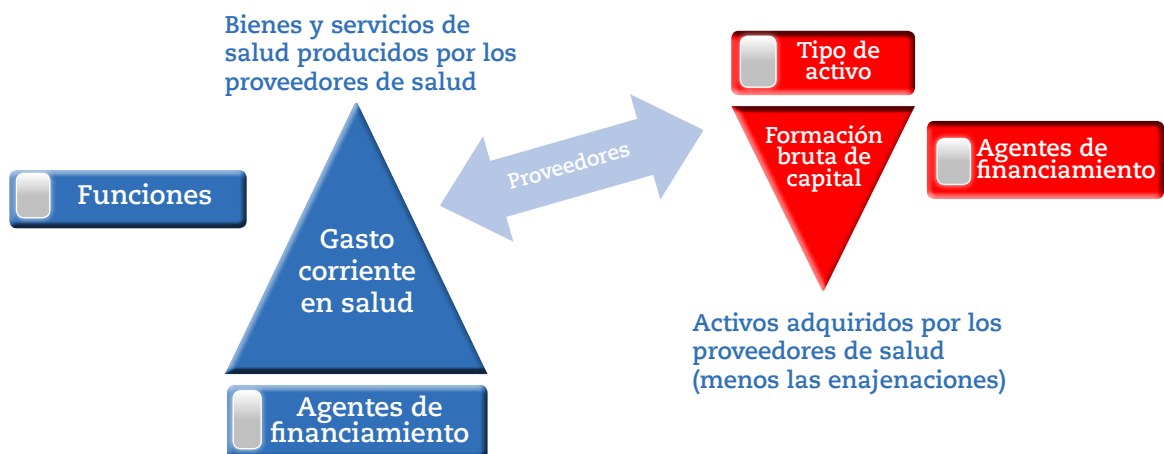 Bienes y servicios de
salud producidos por los
proveedores de salud
Funciones
Gasto
corriente
en salud
Agentes de
financiamiento
Proveedores
Tipo de
activo
Formación
bruta de
capital
Agentes de
financiamiento
Activos adquiridos por los
proveedores de salud
(menos las enajenaciones)